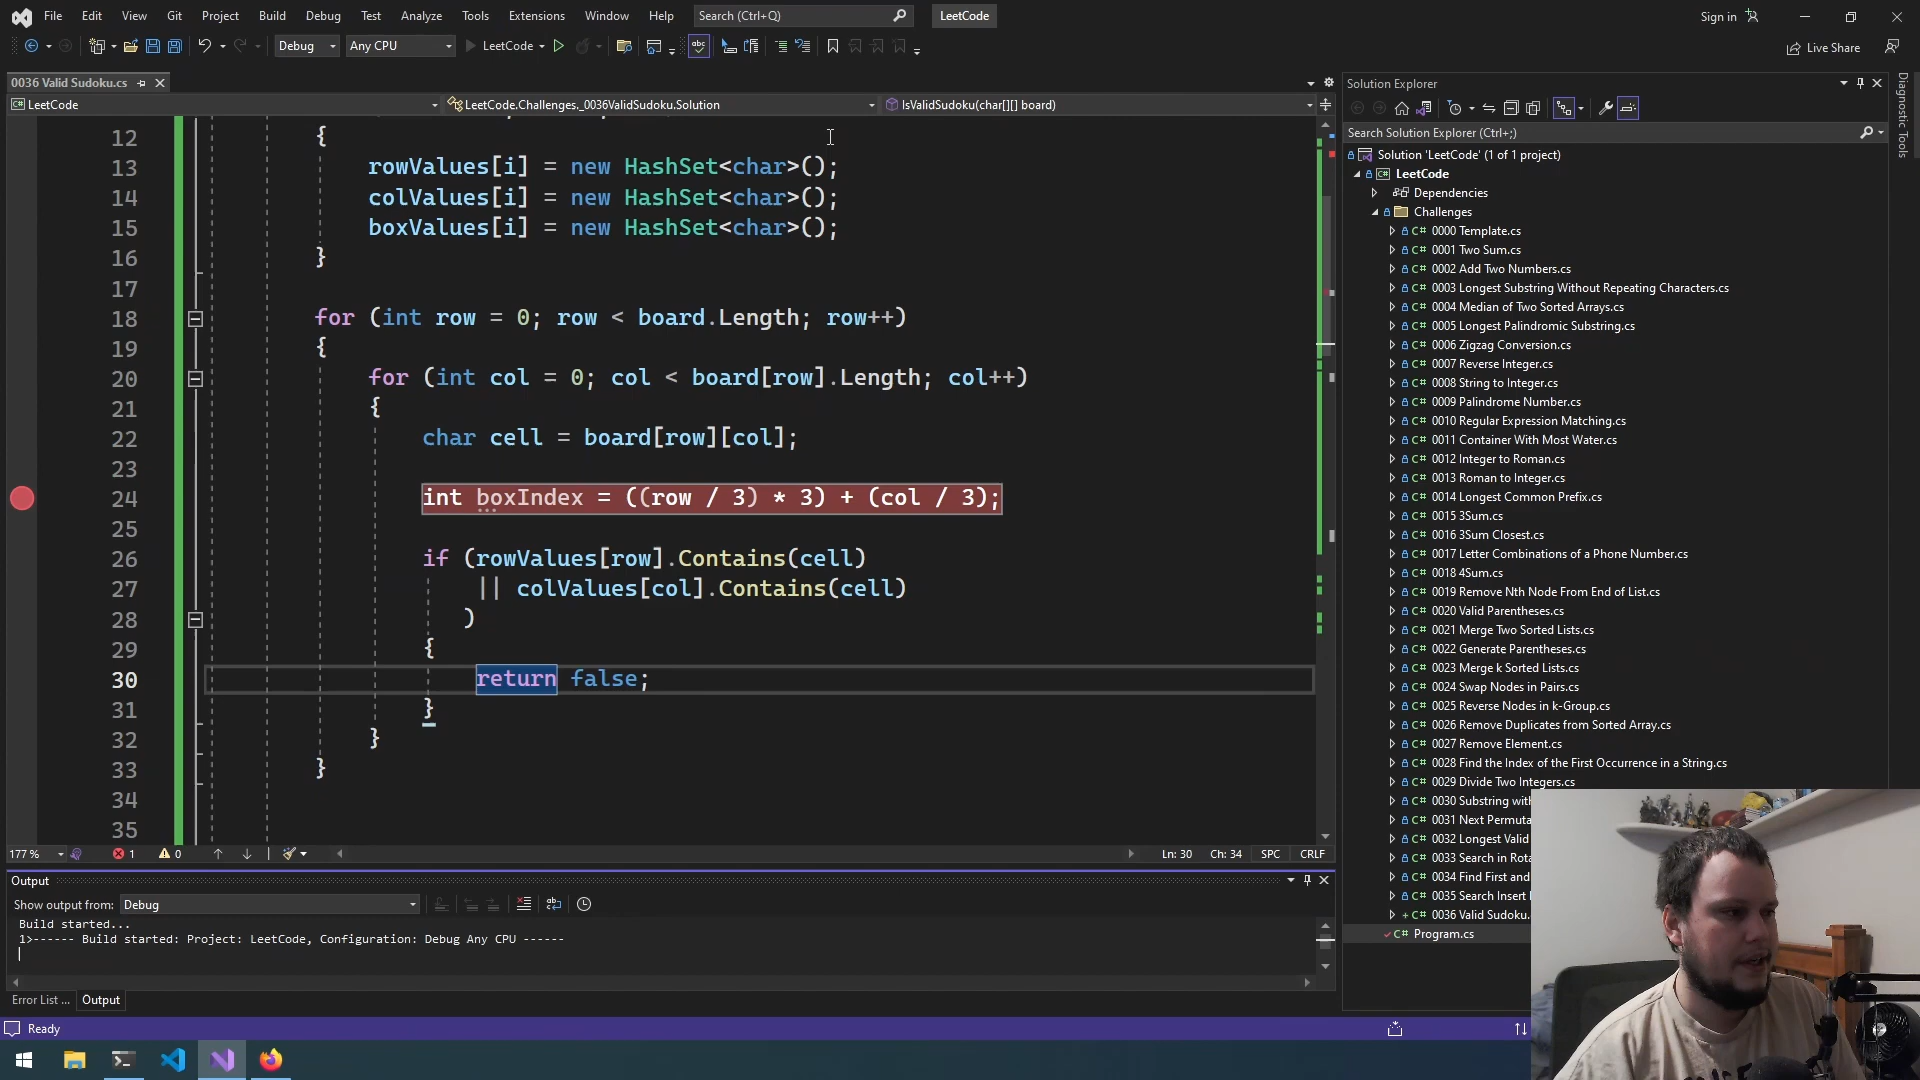 File Edit View Git Project Build Debug Test Analyze Tools Extensions Window Help Search (Ctrl+Q) LeetCode Sign in
Debug Any CPU LeetCode Live Share
0036 Valid Sudoku.cs
LeetCode LeetCode.Challenges._0036ValidSudoku.Solution IsValidSudoku(char[][] board)
12 {
13 rowValues[i] = new HashSet<char>();
14 colValues[i] = new HashSet<char>();
15 boxValues[i] = new HashSet<char>();
16 }
17
18 for (int row = 0; row < board.Length; row++)
19 {
20 for (int col = 0; col < board[row].Length; col++)
21 {
22 char cell = board[row][col];
23
24 int boxIndex = ((row / 3) * 3) + (col / 3);
25
26 if (rowValues[row].Contains(cell)
27 || colValues[col].Contains(cell)
28 )
29 {
30 return false;
31 }
32 }
33 }
34
35
177 % 1 0 Ln: 30 Ch: 34 SPC CRLF
Output
Show output from: Debug
Build started...
1>------ Build started: Project: LeetCode, Configuration: Debug Any CPU ------
Error List ... Output
Ready
Solution Explorer
Search Solution Explorer (Ctrl+;)
Solution 'LeetCode' (1 of 1 project)
LeetCode
Dependencies
Challenges
C# 0000 Template.cs
C# 0001 Two Sum.cs
C# 0002 Add Two Numbers.cs
C# 0003 Longest Substring Without Repeating Characters.cs
C# 0004 Median of Two Sorted Arrays.cs
C# 0005 Longest Palindromic Substring.cs
C# 0006 Zigzag Conversion.cs
C# 0007 Reverse Integer.cs
C# 0008 String to Integer.cs
C# 0009 Palindrome Number.cs
C# 0010 Regular Expression Matching.cs
C# 0011 Container With Most Water.cs
C# 0012 Integer to Roman.cs
C# 0013 Roman to Integer.cs
C# 0014 Longest Common Prefix.cs
C# 0015 3Sum.cs
C# 0016 3Sum Closest.cs
C# 0017 Letter Combinations of a Phone Number.cs
C# 0018 4Sum.cs
C# 0019 Remove Nth Node From End of List.cs
C# 0020 Valid Parentheses.cs
C# 0021 Merge Two Sorted Lists.cs
C# 0022 Generate Parentheses.cs
C# 0023 Merge k Sorted Lists.cs
C# 0024 Swap Nodes in Pairs.cs
C# 0025 Reverse Nodes in k-Group.cs
C# 0026 Remove Duplicates from Sorted Array.cs
C# 0027 Remove Element.cs
C# 0028 Find the Index of the First Occurrence in a String.cs
C# 0029 Divide Two Integers.cs
C# 0030 Substring with
C# 0031 Next Permuta
C# 0032 Longest Valid
C# 0033 Search in Rota
C# 0034 Find First and
C# 0035 Search Insert
C# 0036 Valid Sudoku.
C# Program.cs
Diagnostic Tools